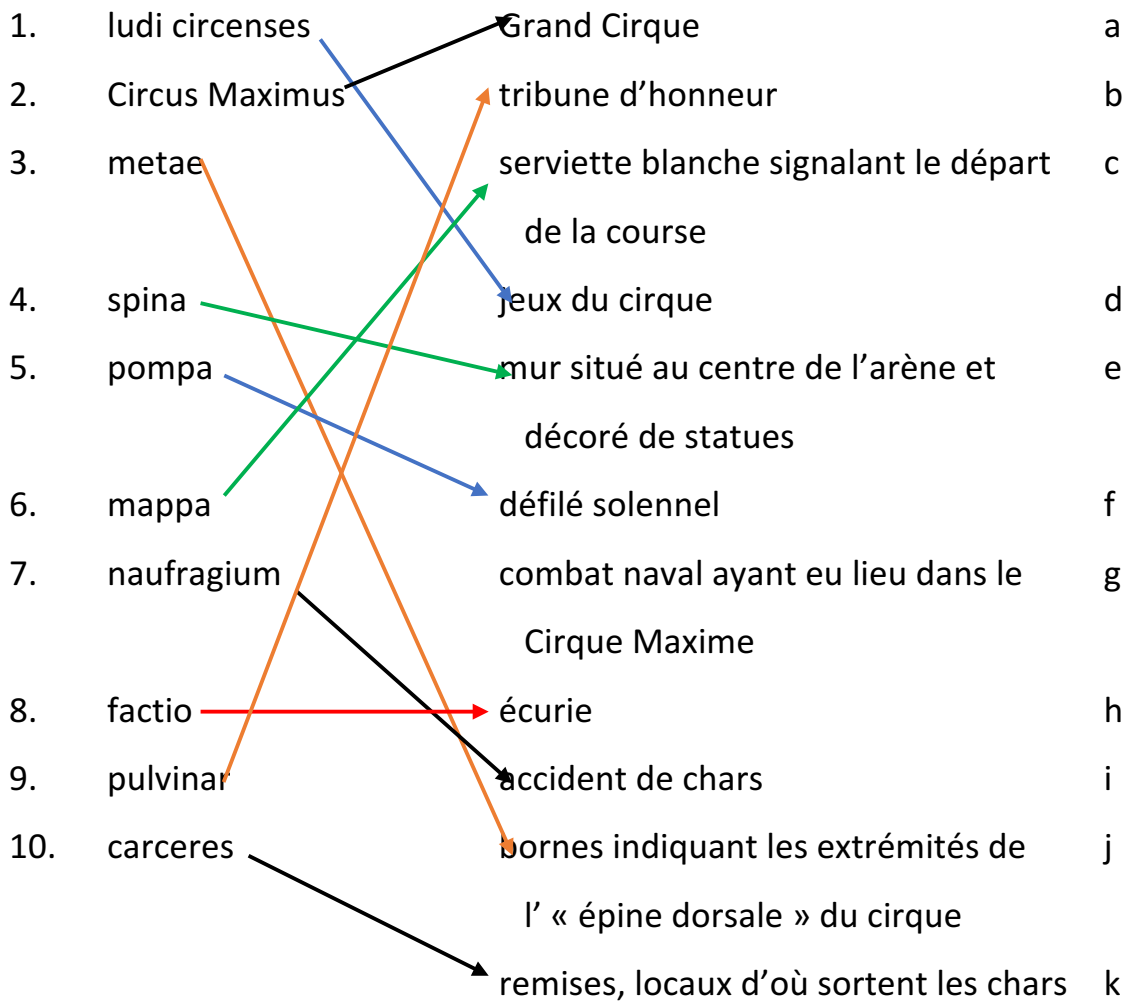 1. ludi circenses Grand Cirque a
2. Circus Maximus tribune d’honneur b
3. metae serviette blanche signalant le départ c
de la course
4. spina jeux du cirque d
5. pompa mur situé au centre de l’arène et e
décoré de statues
6. mappa défilé solennel f
7. naufragium combat naval ayant eu lieu dans le g
Cirque Maxime
8. factio écurie h
9. pulvinar accident de chars i
10. carceres bornes indiquant les extrémités de j
l’ « épine dorsale » du cirque
remises, locaux d’où sortent les chars k